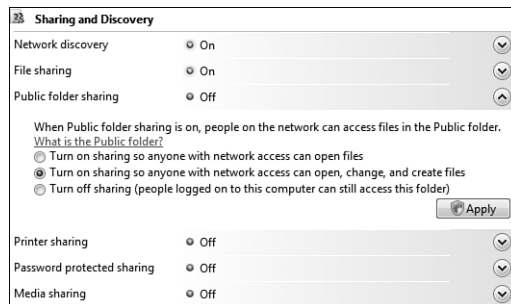 Sharing and Discovery
Network discovery On
File sharing On
Public folder sharing Off
When Public folder sharing is on, people on the network can access files in the Public folder.
What is the Public folder?
Turn on sharing so anyone with network access can open files
Turn on sharing so anyone with network access can open, change, and create files
Turn off sharing (people logged on to this computer can still access this folder)
Apply
Printer sharing Off
Password protected sharing Off
Media sharing Off